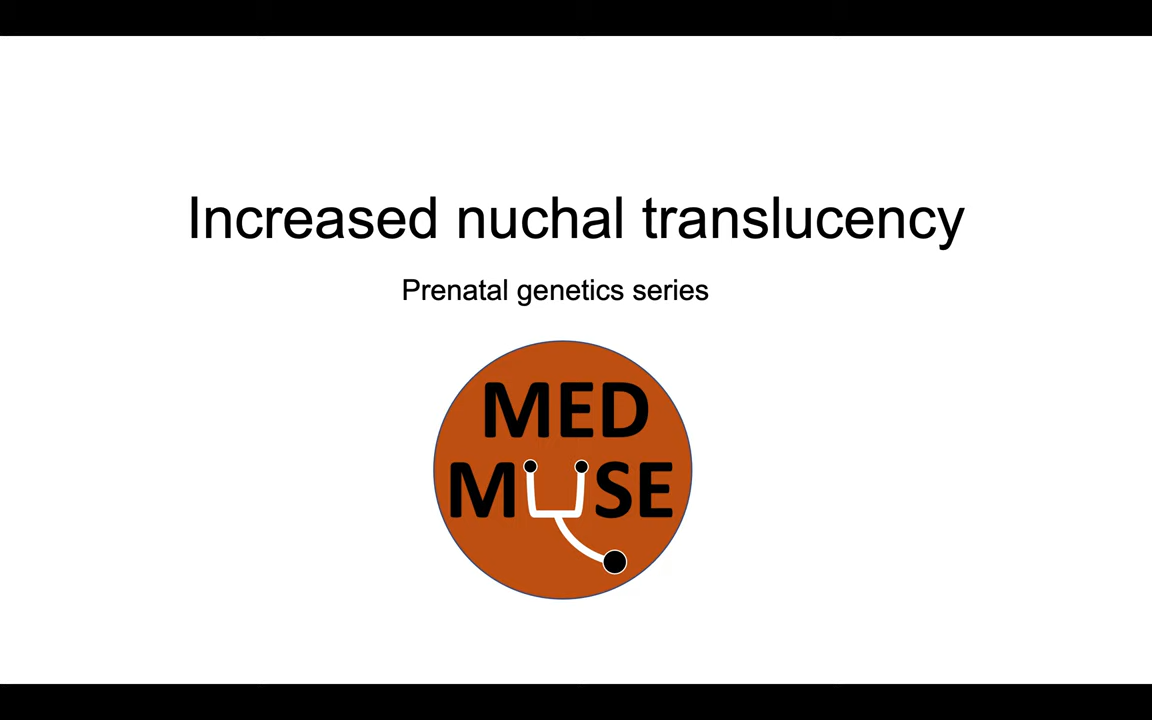 Increased nuchal translucency
Prenatal genetics series
MED
MUSE